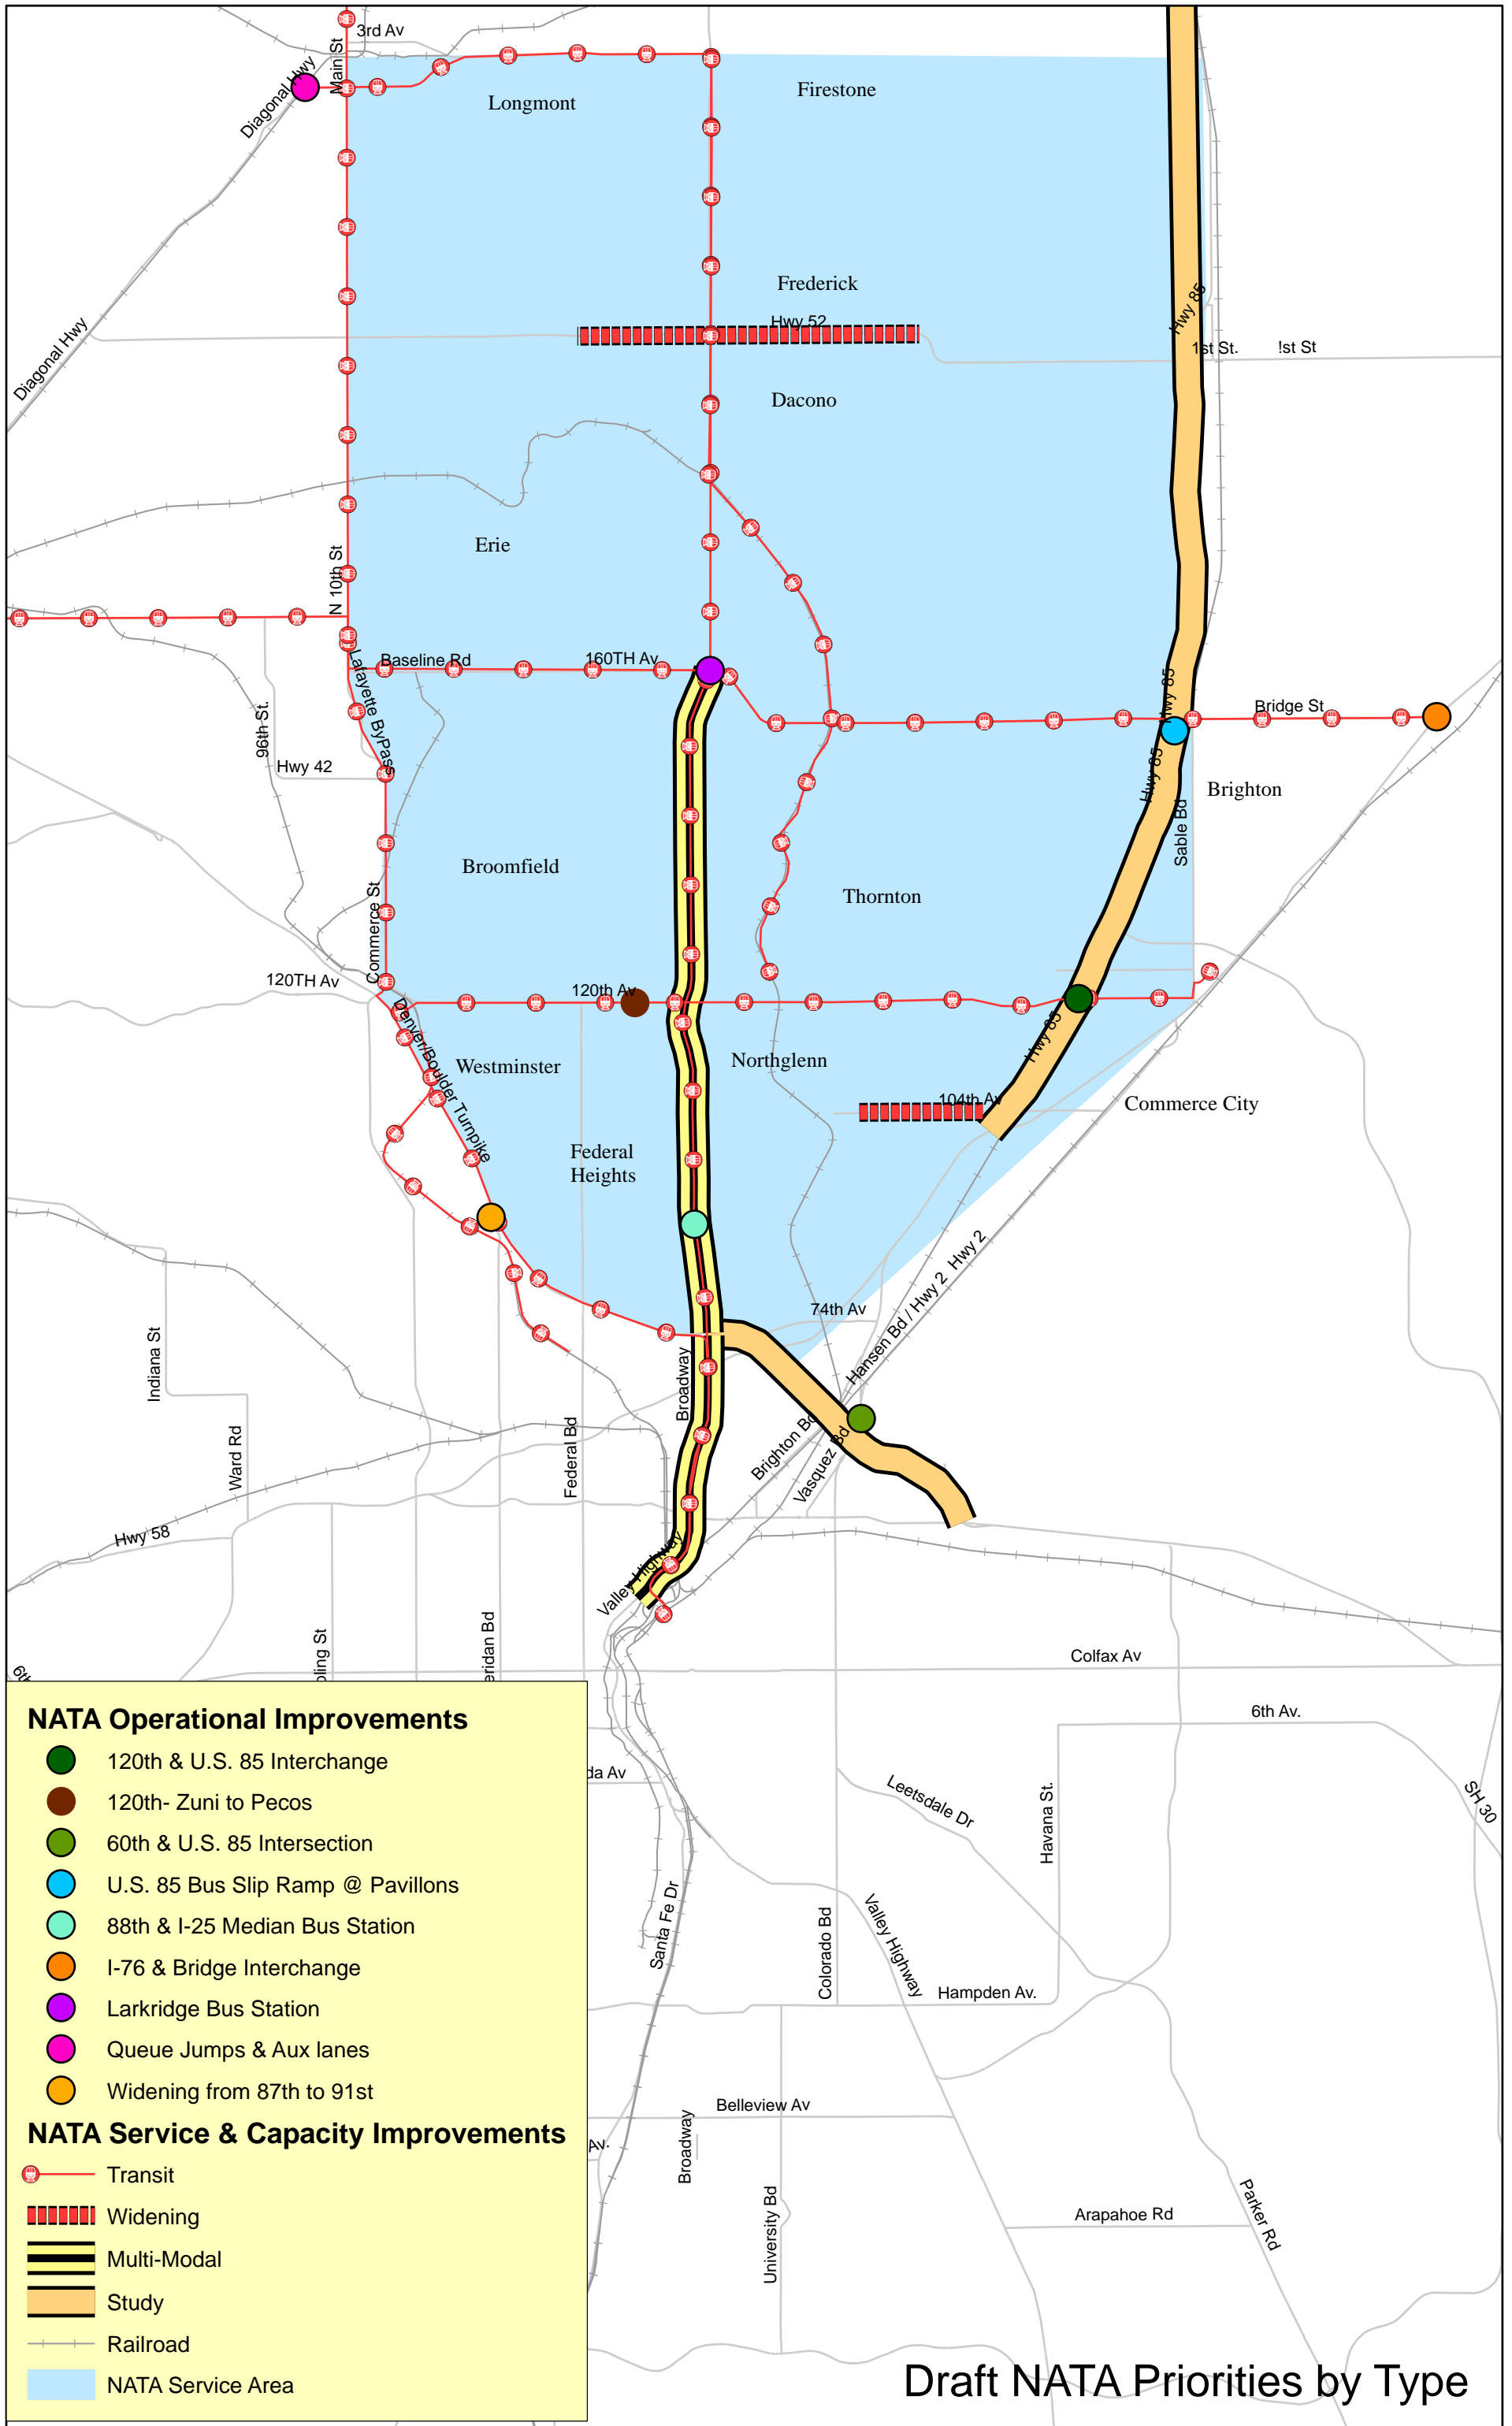 3rd Av
Main St
Diagonal Hwy
Longmont
Firestone
Frederick
Hwy 52
Hwy 85
1st St.
!st St
Diagonal Hwy
Dacono
Erie
N 10th St
Baseline Rd
160TH Av
Lafayette ByPass
96th St.
Hwy 42
Hwy 85
Bridge St
Hwy 85
Brighton
Sable Bd
Broomfield
Thornton
Commerce St
120TH Av
120th Av
Denver/Boulder Turnpike
Westminster
Northglenn
Hwy 85
104th Av
Commerce City
Federal
Heights
Hwy 2
Hansen Bd / Hwy 2
74th Av
Indiana St
Broadway
Ward Rd
Federal Bd
Brighton Bd
Vasquez Bd
Hwy 58
Valley Highway
pling St
eridan Bd
6th
Colfax Av
6th Av.
da Av
Leetsdale Dr
Havana St.
SH 30
Santa Fe Dr
Colorado Bd
Valley Highway
Hampden Av.
Belleview Av
Av.
Broadway
University Bd
Arapahoe Rd
Parker Rd
NATA Operational Improvements
120th & U.S. 85 Interchange
120th- Zuni to Pecos
60th & U.S. 85 Intersection
U.S. 85 Bus Slip Ramp @ Pavillons
88th & I-25 Median Bus Station
I-76 & Bridge Interchange
Larkridge Bus Station
Queue Jumps & Aux lanes
Widening from 87th to 91st
NATA Service & Capacity Improvements
Transit
Widening
Multi-Modal
Study
Railroad
NATA Service Area
Draft NATA Priorities by Type